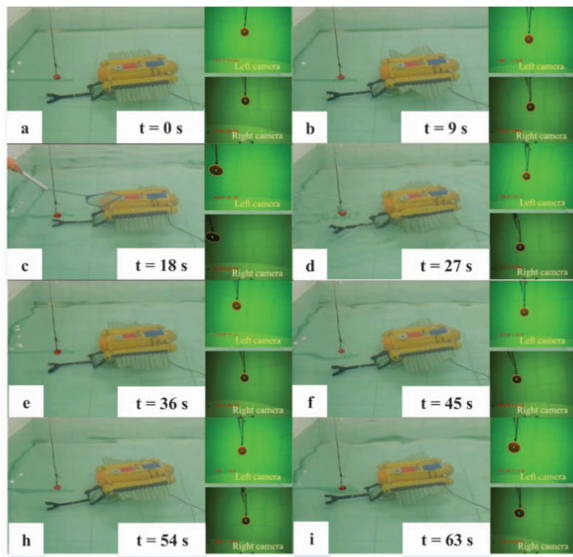 Left camera
a
t = 0 s
Right camera
Left camera
b
t = 9 s
Right camera
Left camera
c
t = 18 s
Right camera
Left camera
d
t = 27 s
Right camera
Left camera
e
t = 36 s
Right camera
Left camera
f
t = 45 s
Right camera
Left camera
h
t = 54 s
Right camera
Left camera
i
t = 63 s
Right camera